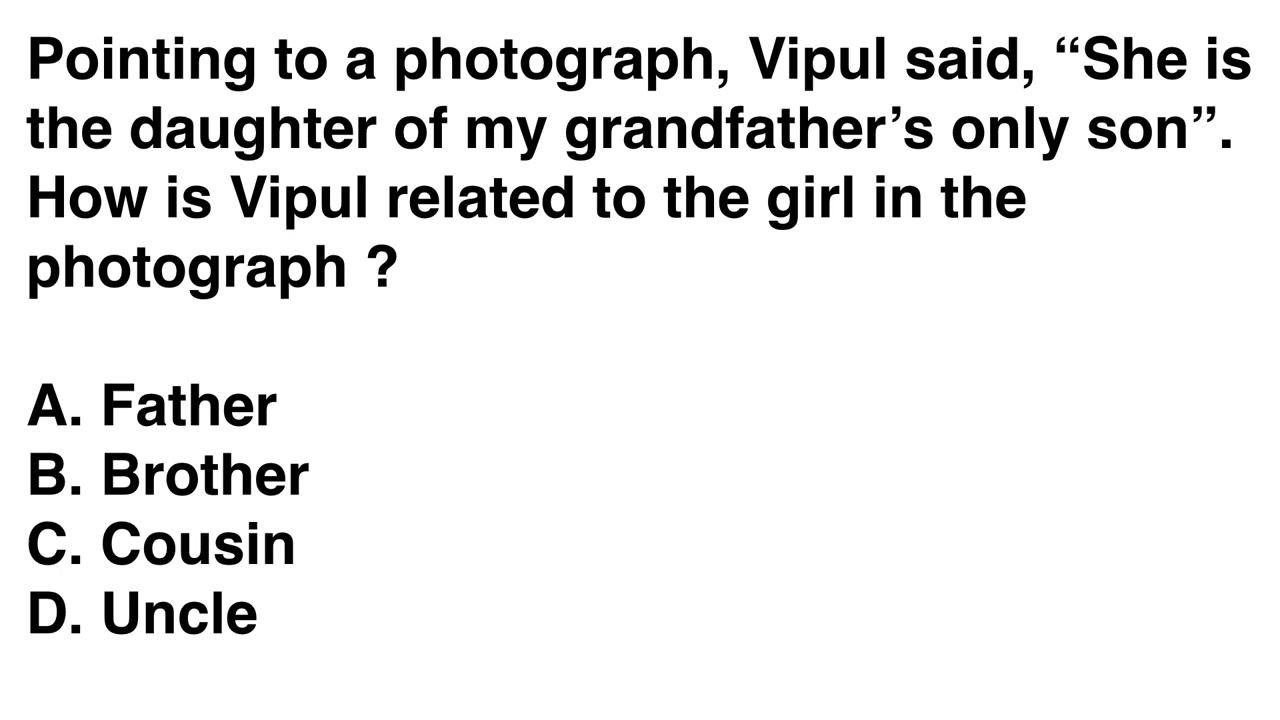 Pointing to a photograph, Vipul said, “She is
the daughter of my grandfather’s only son”.
How is Vipul related to the girl in the
photograph ?
A. Father
B. Brother
C. Cousin
D. Uncle